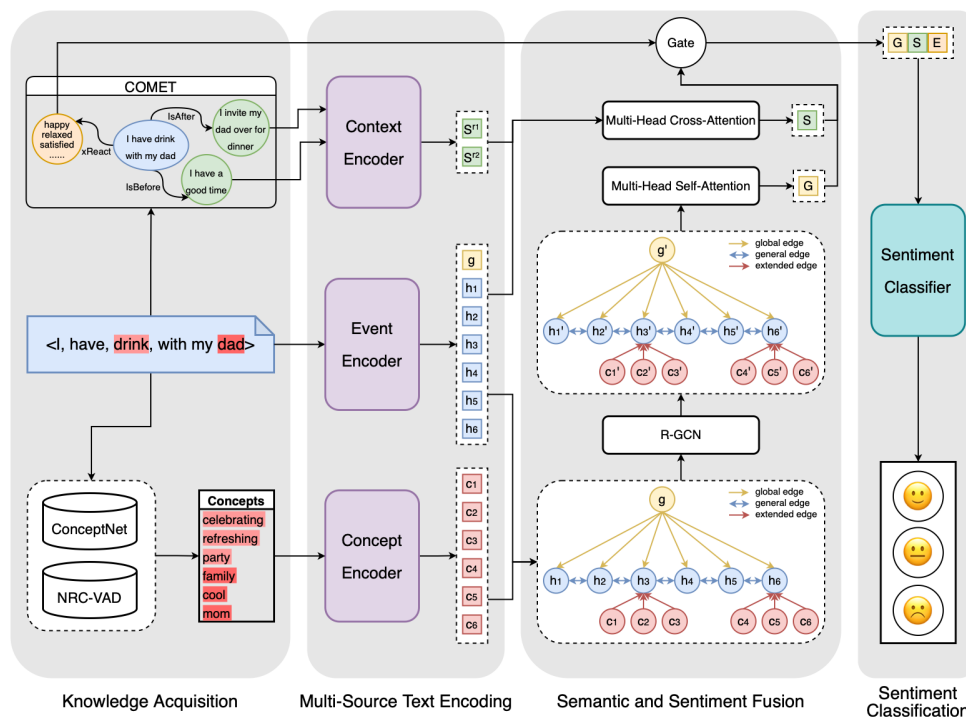 COMET
happy
relaxed
satisfied
......
xReact
I have drink
with my dad
IsAfter
I invite my
dad over for
dinner
IsBefore
I have a
good time
<I, have, drink, with my dad>
ConceptNet
NRC-VAD
Concepts
celebrating
refreshing
party
family
cool
mom
Knowledge Acquisition
Context
Encoder
Sr1
Sr2
Event
Encoder
g
h1
h2
h3
h4
h5
h6
Concept
Encoder
c1
c2
c3
c4
c5
c6
Multi-Source Text Encoding
Gate
Multi-Head Cross-Attention
S
Multi-Head Self-Attention
G
g'
global edge
general edge
extended edge
h1' h2' h3' h4' h5' h6'
c1' c2' c3' c4' c5' c6'
R-GCN
g
global edge
general edge
extended edge
h1 h2 h3 h4 h5 h6
c1 c2 c3 c4 c5 c6
Semantic and Sentiment Fusion
G S E
Sentiment
Classifier
Sentiment
Classification